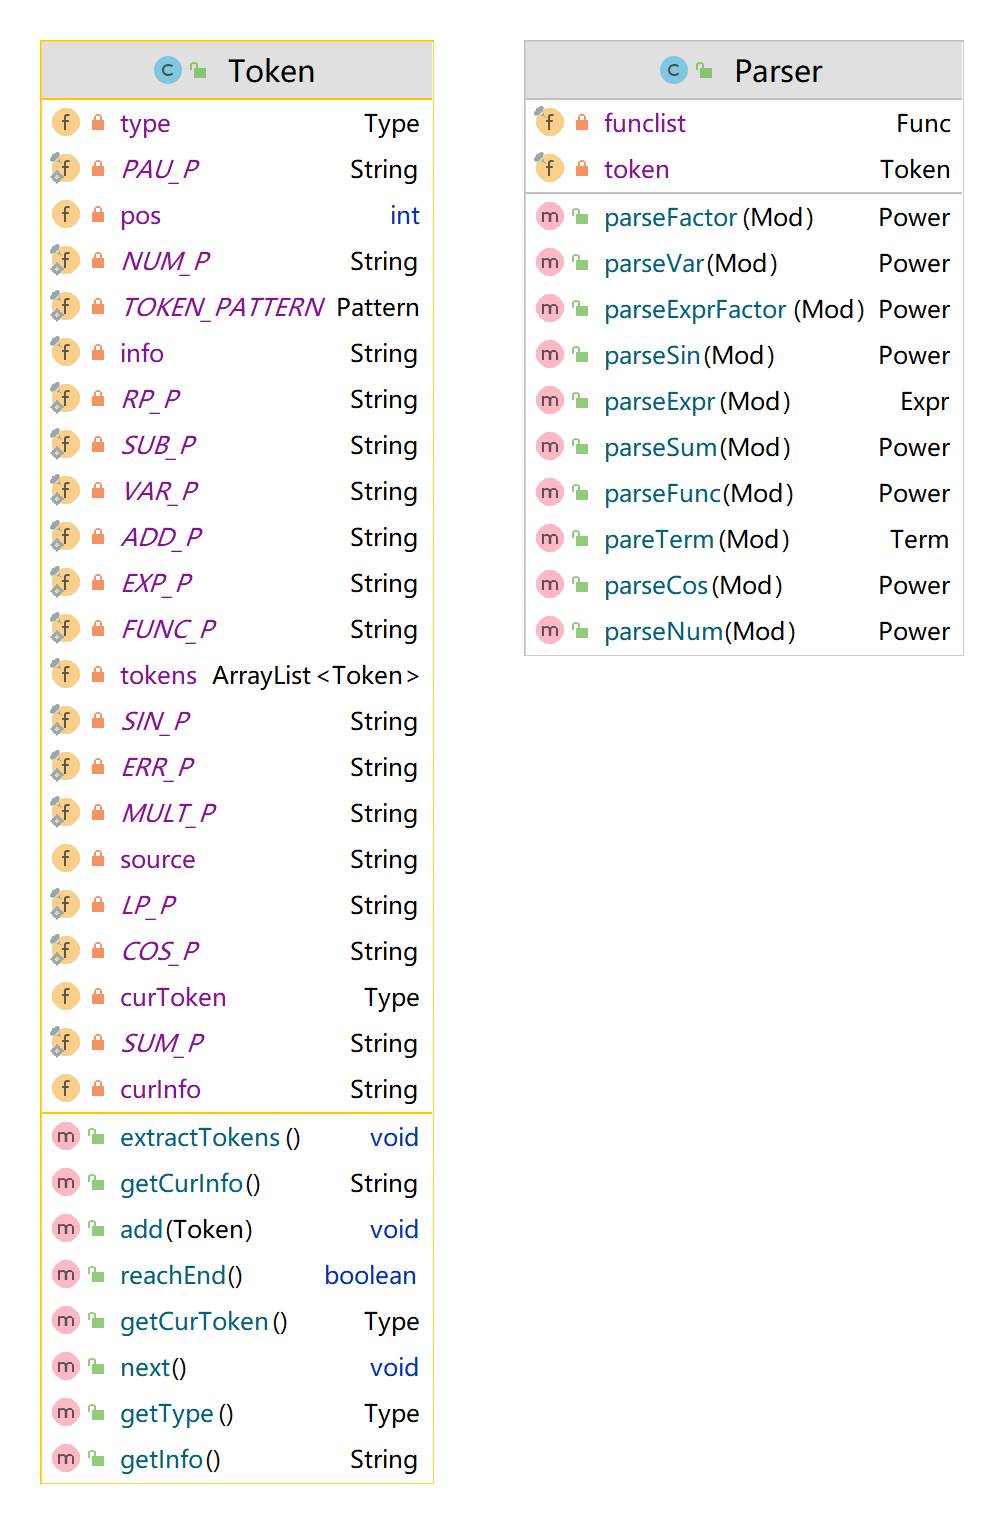 Token
type Type
PAU_P String
pos int
NUM_P String
TOKEN_PATTERN Pattern
info String
RP_P String
SUB_P String
VAR_P String
ADD_P String
EXP_P String
FUNC_P String
tokens ArrayList<Token>
SIN_P String
ERR_P String
MULT_P String
source String
LP_P String
COS_P String
curToken Type
SUM_P String
curInfo String
extractTokens() void
getCurInfo() String
add(Token) void
reachEnd() boolean
getCurToken() Type
next() void
getType() Type
getInfo() String
Parser
funclist Func
token Token
parseFactor(Mod) Power
parseVar(Mod) Power
parseExprFactor(Mod) Power
parseSin(Mod) Power
parseExpr(Mod) Expr
parseSum(Mod) Power
parseFunc(Mod) Power
pareTerm(Mod) Term
parseCos(Mod) Power
parseNum(Mod) Power